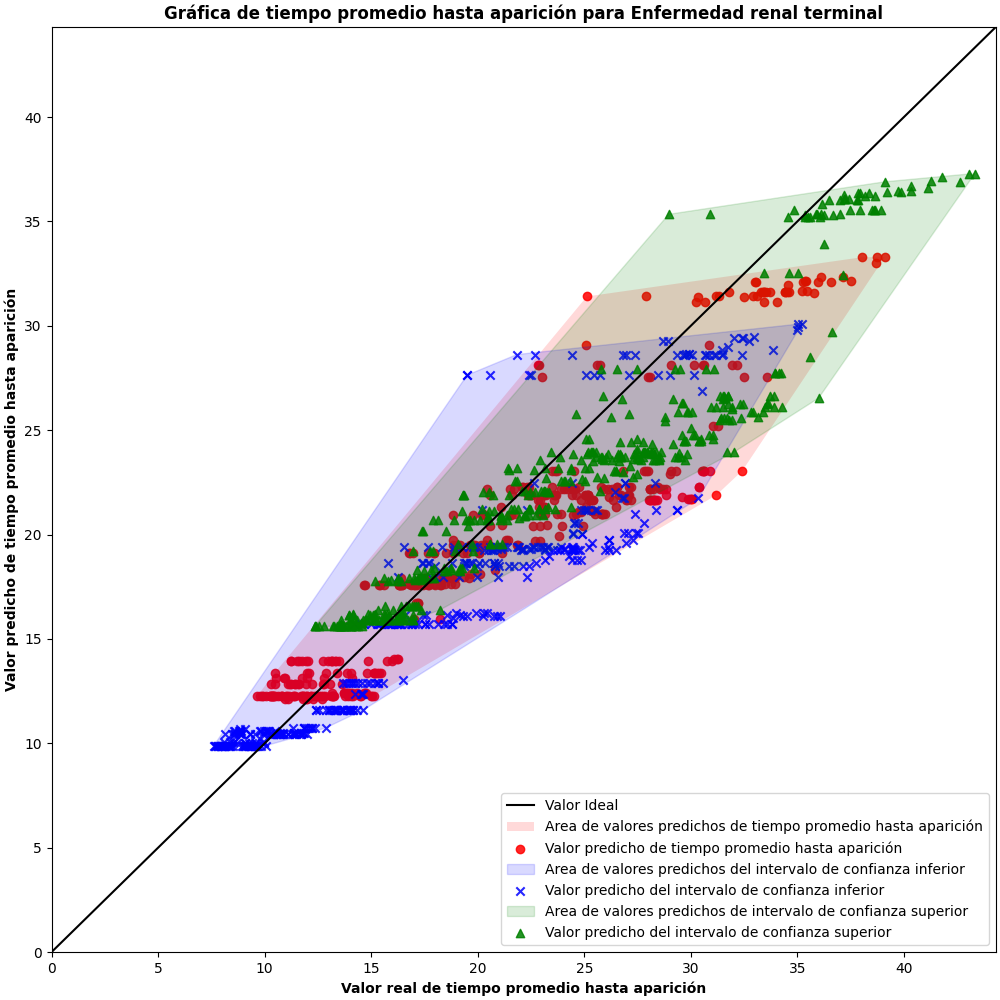 Gráfica de tiempo promedio hasta aparición para Enfermedad renal terminal
Valor predicho de tiempo promedio hasta aparición
40
35
30
25
20
15
10
5
0
Valor Ideal
Area de valores predichos de tiempo promedio hasta aparición
Valor predicho de tiempo promedio hasta aparición
Area de valores predichos del intervalo de confianza inferior
Valor predicho del intervalo de confianza inferior
Area de valores predichos de intervalo de confianza superior
Valor predicho del intervalo de confianza superior
0 5 10 15 20 25 30 35 40
Valor real de tiempo promedio hasta aparición